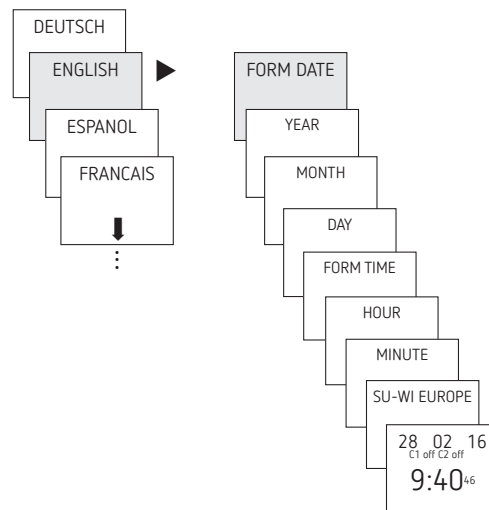 DEUTSCH
ENGLISH
ESPANOL
FRANCAIS
FORM DATE
YEAR
MONTH
DAY
FORM TIME
HOUR
MINUTE
SU-WI EUROPE
28 02 16
C1 off C2 off
9:40 46